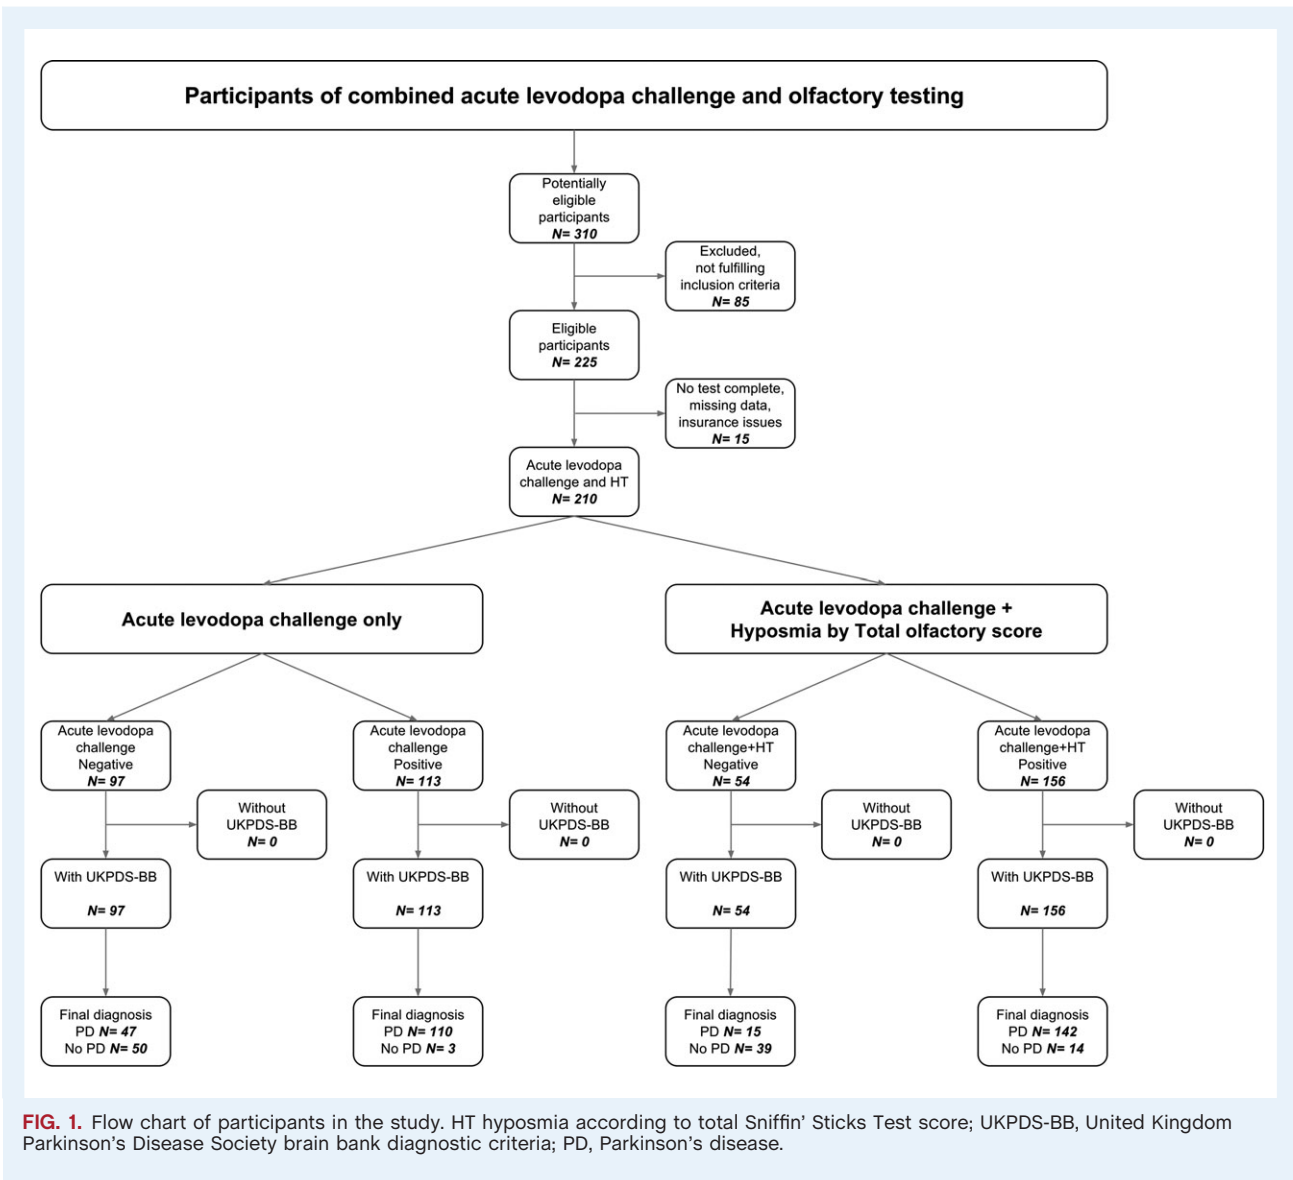 Participants of combined acute levodopa challenge and olfactory testing
Potentially
eligible
participants
N= 310
Excluded,
not fulfilling
inclusion criteria
N= 85
Eligible
participants
N= 225
No test complete,
missing data,
insurance issues
N= 15
Acute levodopa
challenge and HT
N= 210
Acute levodopa challenge only
Acute levodopa challenge +
Hyposmia by Total olfactory score
Acute levodopa
challenge
Negative
N= 97
Acute levodopa
challenge
Positive
N= 113
Acute levodopa
challenge+HT
Negative
N= 54
Acute levodopa
challenge+HT
Positive
N= 156
Without
UKPDS-BB
N= 0
Without
UKPDS-BB
N= 0
Without
UKPDS-BB
N= 0
Without
UKPDS-BB
N= 0
With UKPDS-BB
N= 97
With UKPDS-BB
N= 113
With UKPDS-BB
N= 54
With UKPDS-BB
N= 156
Final diagnosis
PD N= 47
No PD N= 50
Final diagnosis
PD N= 110
No PD N= 3
Final diagnosis
PD N= 15
No PD N= 39
Final diagnosis
PD N= 142
No PD N= 14
FIG. 1. Flow chart of participants in the study. HT hyposmia according to total Sniffin’ Sticks Test score; UKPDS-BB, United Kingdom
Parkinson’s Disease Society brain bank diagnostic criteria; PD, Parkinson’s disease.